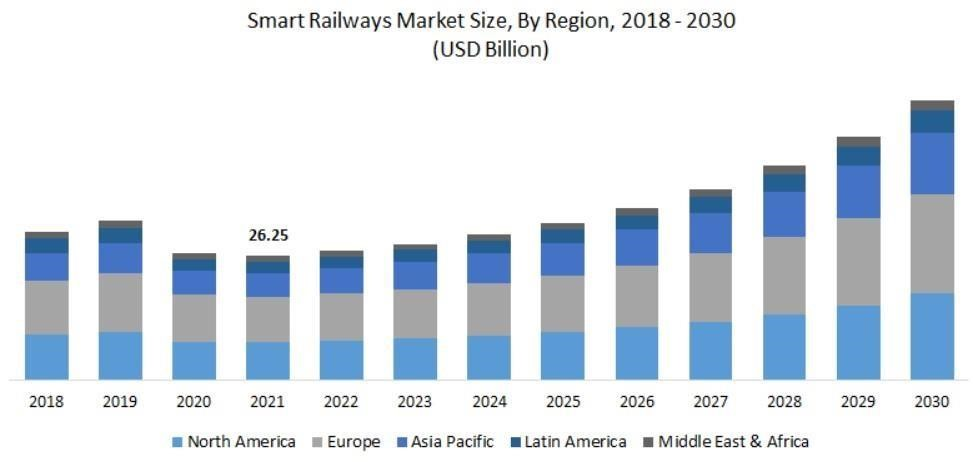 Smart Railways Market Size, By Region, 2018 - 2030
(USD Billion)
26.25
2018 2019 2020 2021 2022 2023 2024 2025 2026 2027 2028 2029 2030
North America Europe Asia Pacific Latin America Middle East & Africa